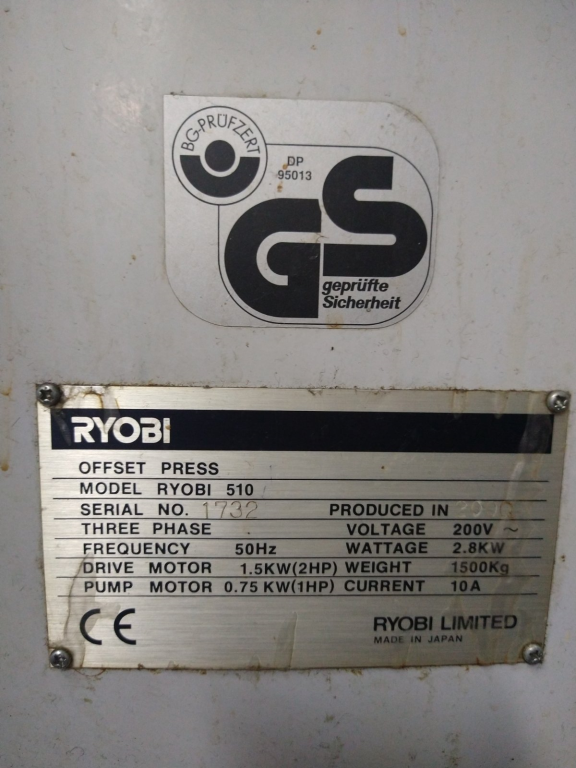 BG-PRÜFZERT
DP
95013
GS
geprüfte
Sicherheit
RYOBI
OFFSET PRESS
MODEL RYOBI 510
SERIAL NO. 1732 PRODUCED IN
THREE PHASE VOLTAGE 200V ~
FREQUENCY 50Hz WATTAGE 2.8KW
DRIVE MOTOR 1.5KW(2HP) WEIGHT 1500Kg
PUMP MOTOR 0.75 KW(1HP) CURRENT 10A
CE RYOBI LIMITED
MADE IN JAPAN